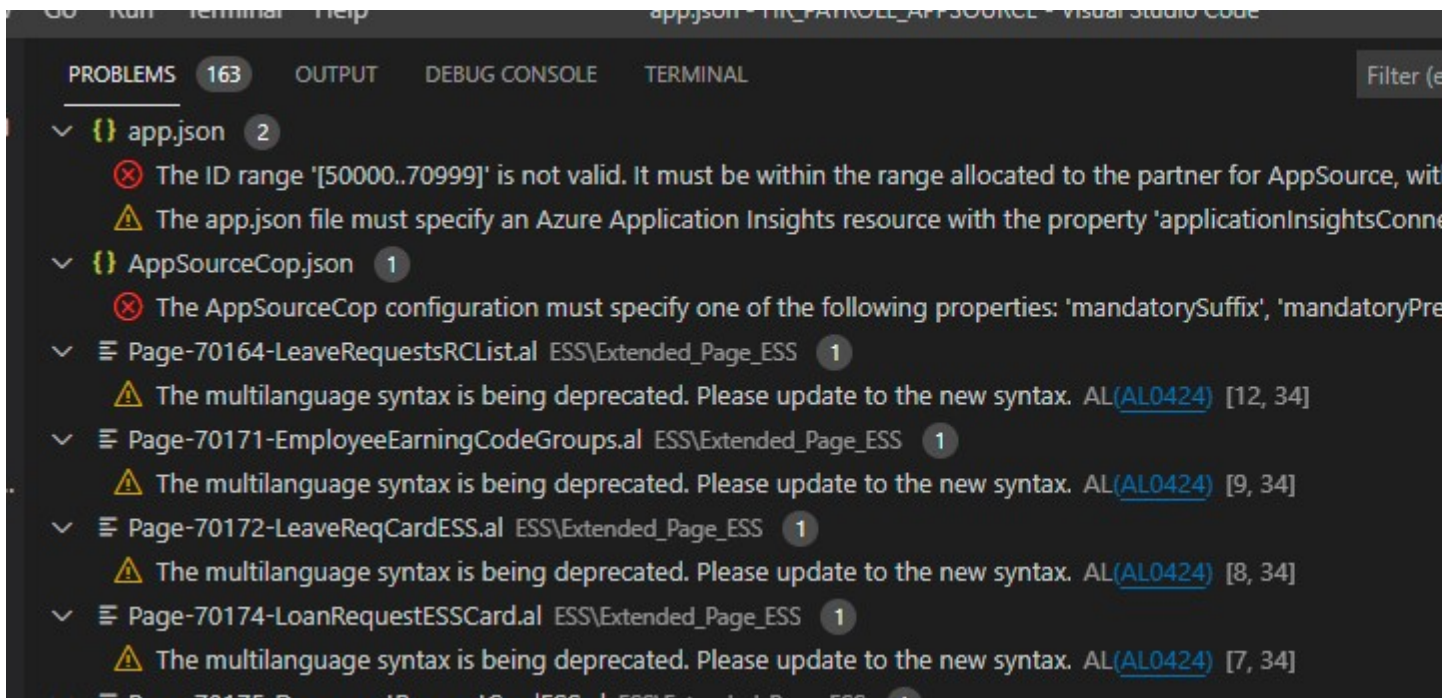 Go Run Terminal Help app.json - HR_PAYROLL_APPSOURCE - Visual Studio Code
PROBLEMS 163 OUTPUT DEBUG CONSOLE TERMINAL Filter (e
{} app.json 2
The ID range '[50000..70999]' is not valid. It must be within the range allocated to the partner for AppSource, wit
The app.json file must specify an Azure Application Insights resource with the property 'applicationInsightsConne
{} AppSourceCop.json 1
The AppSourceCop configuration must specify one of the following properties: 'mandatorySuffix', 'mandatoryPre
Page-70164-LeaveRequestsRCList.al ESS\Extended_Page_ESS 1
The multilanguage syntax is being deprecated. Please update to the new syntax. AL(AL0424) [12, 34]
Page-70171-EmployeeEarningCodeGroups.al ESS\Extended_Page_ESS 1
The multilanguage syntax is being deprecated. Please update to the new syntax. AL(AL0424) [9, 34]
Page-70172-LeaveReqCardESS.al ESS\Extended_Page_ESS 1
The multilanguage syntax is being deprecated. Please update to the new syntax. AL(AL0424) [8, 34]
Page-70174-LoanRequestESSCard.al ESS\Extended_Page_ESS 1
The multilanguage syntax is being deprecated. Please update to the new syntax. AL(AL0424) [7, 34]